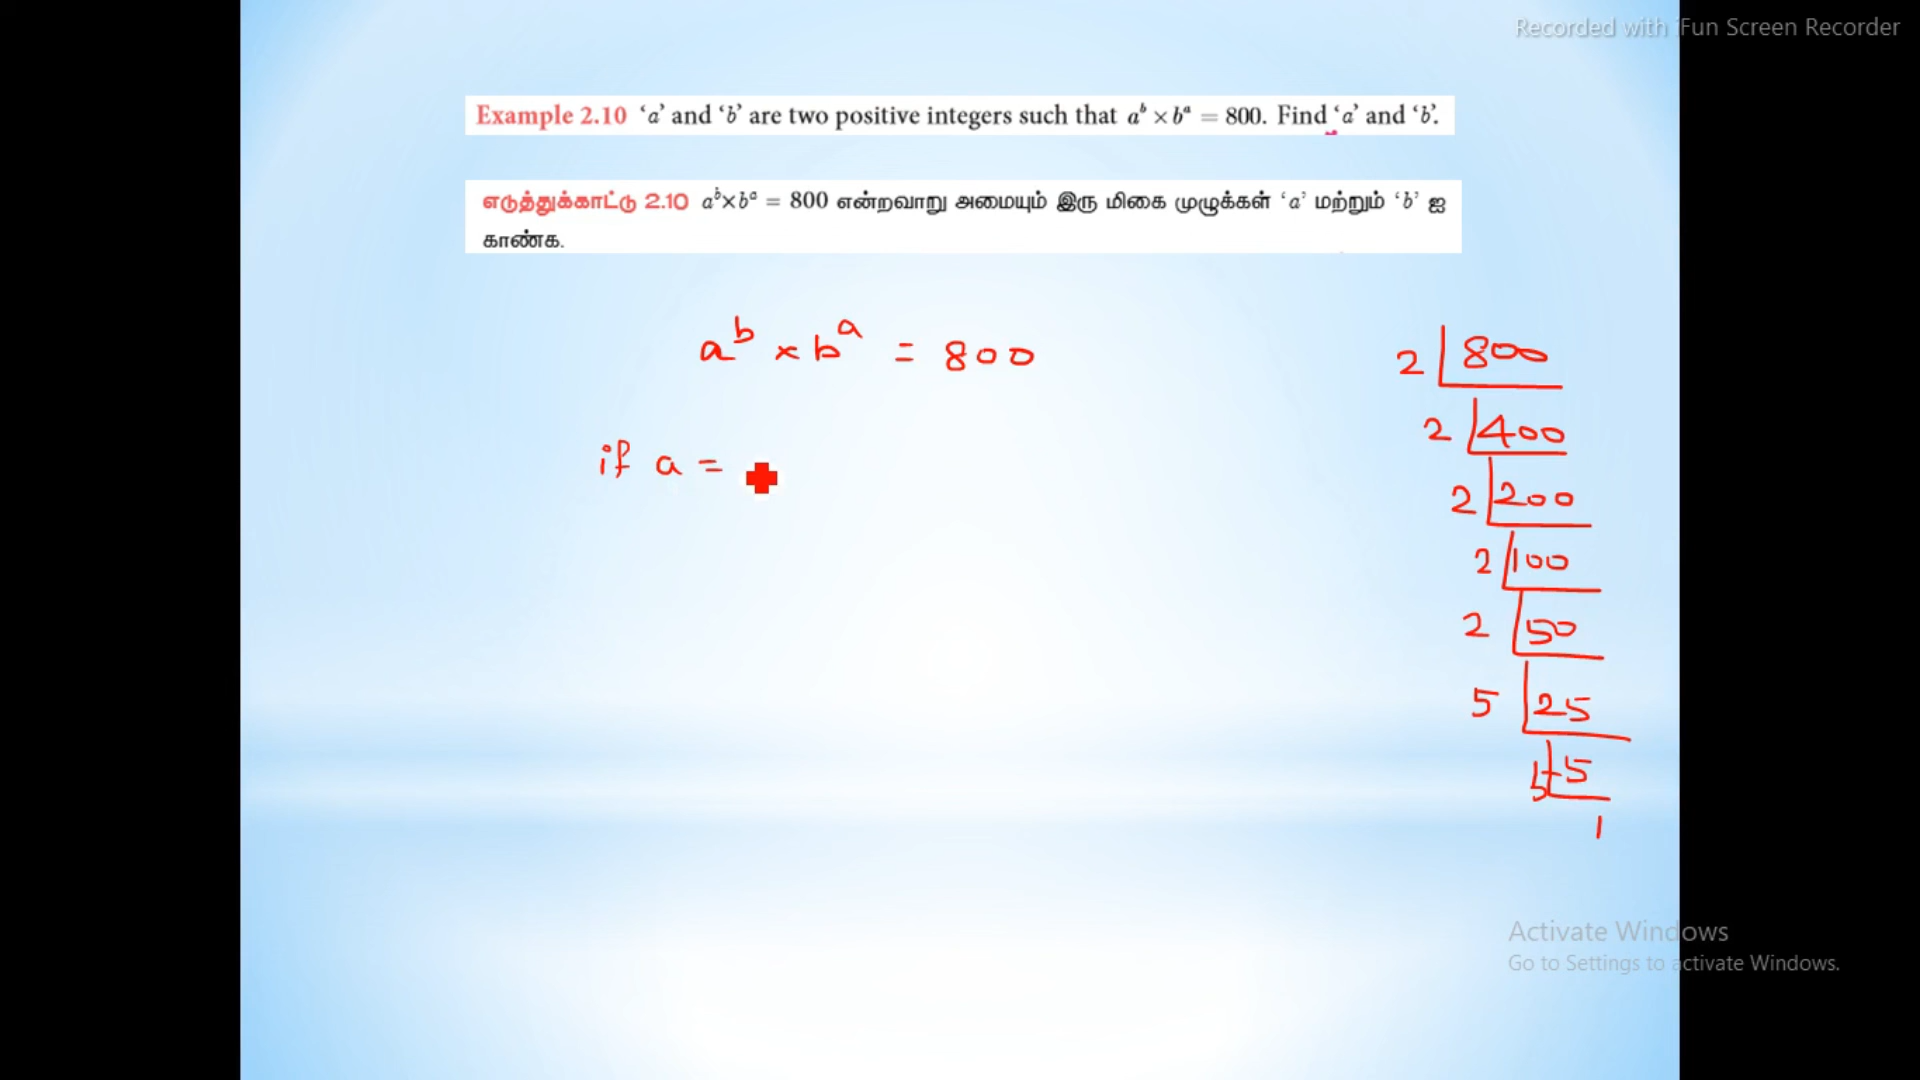 Recorded with iFun Screen Recorder
Example 2.10 ‘a’ and ‘b’ are two positive integers such that a^b × b^a = 800. Find ‘a’ and ‘b’.
எடுத்துக்காட்டு 2.10 a^b×b^a = 800 என்றவாறு அமையும் இரு மிகை முழுக்கள் ‘a’ மற்றும் ‘b’ ஐ
காண்க.
a^b × b^a = 800
if a =
2 800
2 400
2 200
2 100
2 50
5 25
5 5
1
Activate Windows
Go to Settings to activate Windows.